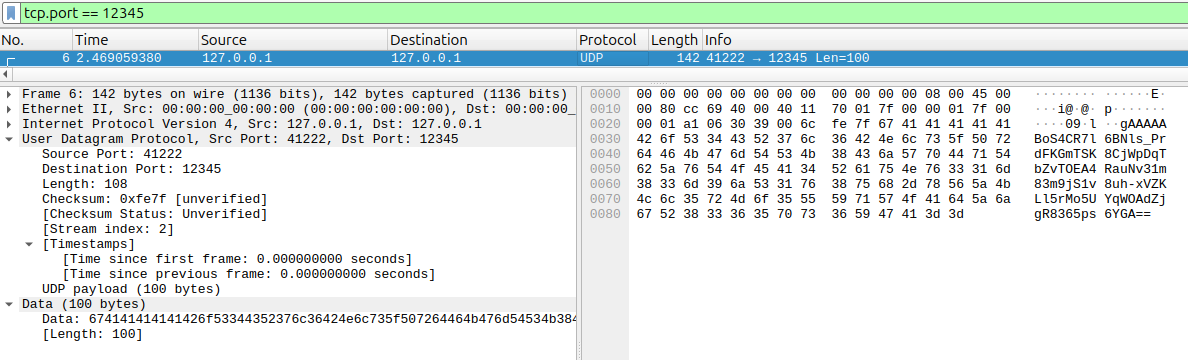 tcp.port == 12345
No. Time Source Destination Protocol Length Info
6 2.469059380 127.0.0.1 127.0.0.1 UDP 142 41222 → 12345 Len=100
Frame 6: 142 bytes on wire (1136 bits), 142 bytes captured (1136 bits)
Ethernet II, Src: 00:00:00_00:00:00 (00:00:00:00:00:00), Dst: 00:00:00_
Internet Protocol Version 4, Src: 127.0.0.1, Dst: 127.0.0.1
User Datagram Protocol, Src Port: 41222, Dst Port: 12345
Source Port: 41222
Destination Port: 12345
Length: 108
Checksum: 0xfe7f [unverified]
[Checksum Status: Unverified]
[Stream index: 2]
[Timestamps]
[Time since first frame: 0.000000000 seconds]
[Time since previous frame: 0.000000000 seconds]
UDP payload (100 bytes)
Data (100 bytes)
Data: 674141414141426f53344352376c36424e6c735f507264464b476d54534b384
[Length: 100]
0000 00 00 00 00 00 00 00 00 00 00 00 00 08 00 45 00 ········ ······E·
0010 00 80 cc 69 40 00 40 11 70 01 7f 00 00 01 7f 00 ···i@·@· p·······
0020 00 01 a1 06 30 39 00 6c fe 7f 67 41 41 41 41 41 ····09·l ··gAAAAA
0030 42 6f 53 34 43 52 37 6c 36 42 4e 6c 73 5f 50 72 BoS4CR7l 6BNls_Pr
0040 64 46 4b 47 6d 54 53 4b 38 43 6a 57 70 44 71 54 dFKGmTSK 8CjWpDqT
0050 62 5a 76 54 4f 45 41 34 52 61 75 4e 76 33 31 6d bZvTOEA4 RauNv31m
0060 38 33 6d 39 6a 53 31 76 38 75 68 2d 78 56 5a 4b 83m9jS1v 8uh-xVZK
0070 4c 6c 35 72 4d 6f 35 55 59 71 57 4f 41 64 5a 6a Ll5rMo5U YqWOAdZj
0080 67 52 38 33 36 35 70 73 36 59 47 41 3d 3d gR8365ps 6YGA==